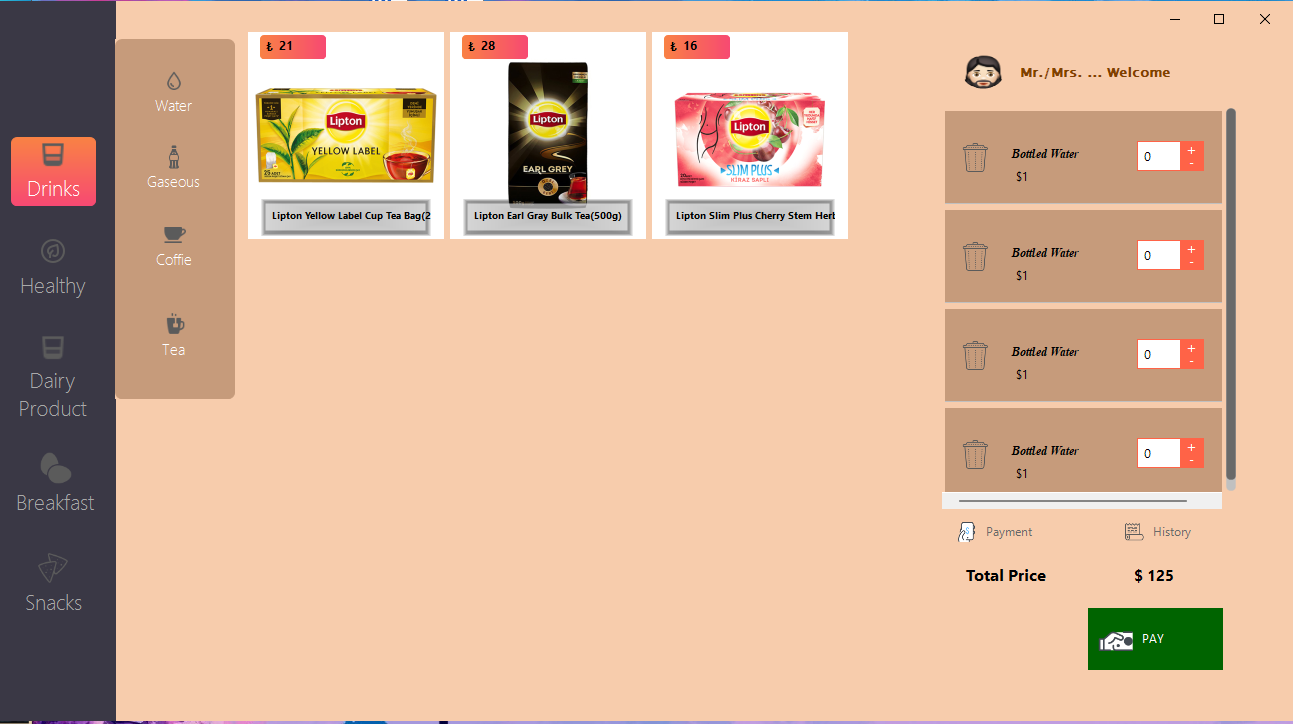 Drinks
Healthy
Dairy
Product
Breakfast
Snacks
Water
Gaseous
Coffie
Tea
₺ 21
Lipton
YELLOW LABEL
Lipton Yellow Label Cup Tea Bag(2
₺ 28
Lipton
EARL GREY
Lipton Earl Gray Bulk Tea(500g)
₺ 16
Lipton
SLIM PLUS
KİRAZ SAPLI
Lipton Slim Plus Cherry Stem Herb
Mr./Mrs. ... Welcome
Bottled Water
$1
0
+
-
Bottled Water
$1
0
+
-
Bottled Water
$1
0
+
-
Bottled Water
$1
0
+
-
Payment
History
Total Price
$ 125
PAY